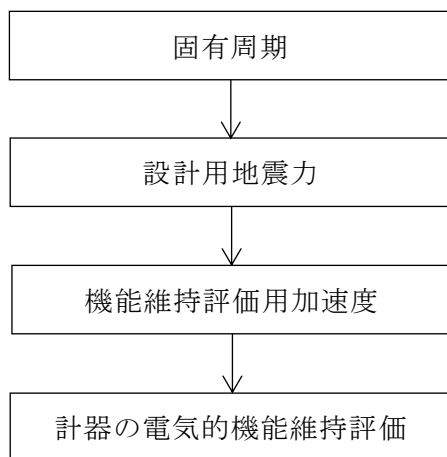 固有周期
設計用地震力
機能維持評価用加速度
計器の電気的機能維持評価